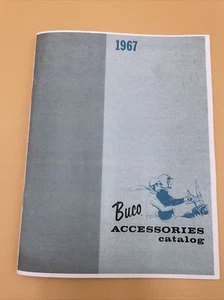 1967
Buco
ACCESSORIES
catalog